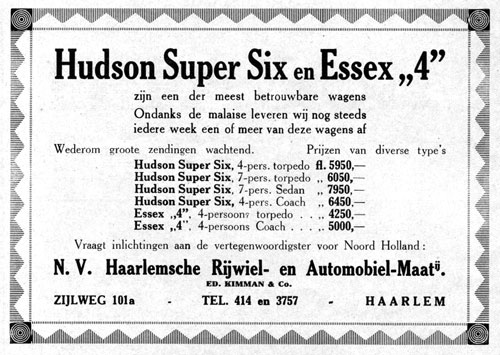 Hudson Super Six en Essex „4”
zijn een der meest betrouwbare wagens
Ondanks de malaise leveren wij nog steeds
iedere week een of meer van deze wagens af
Wederom groote zendingen wachtend. Prijzen van diverse type's
Hudson Super Six, 4-pers. torpedo fl. 5950,—
Hudson Super Six, 7-pers. torpedo „ 6050,—
Hudson Super Six, 7-pers. Sedan „ 7950,—
Hudson Super Six, 4-pers. Coach „ 6450,—
Essex „4”, 4-persoons torpedo . . . „ 4250,—
Essex „4”, 4-persoons Coach . . . „ 5000,—
Vraagt inlichtingen aan de vertegenwoordigster voor Noord Holland :
N. V. Haarlemsche Rijwiel- en Automobiel-Maatij.
ED. KIMMAN & Co.
ZIJLWEG 101a - TEL. 414 en 3757 - HAARLEM